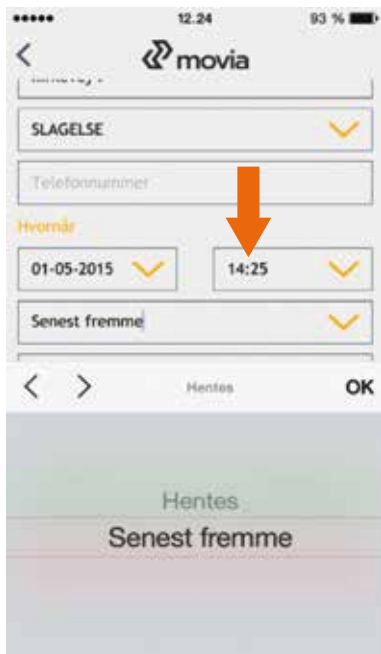 12.24 93 %
movia
SLAGELSE
Telefonnummer
Hvornår
01-05-2015 14:25
Senest fremme
Hentes OK
Hentes
Senest fremme